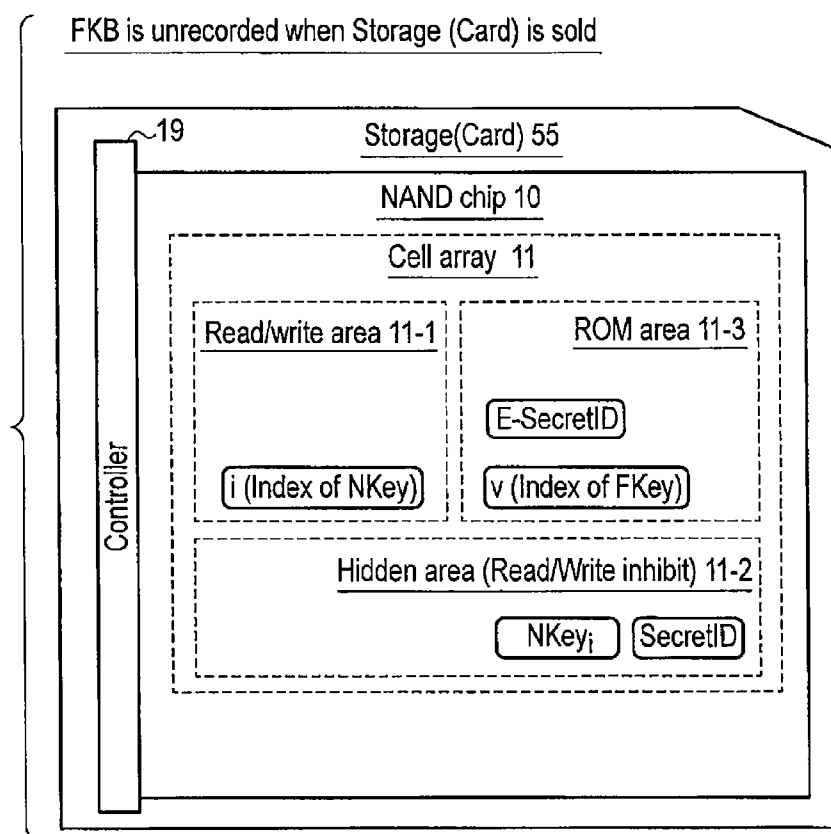 FKB is unrecorded when Storage (Card) is sold
19
Storage(Card) 55
NAND chip 10
Cell array 11
Read/write area 11-1
ROM area 11-3
E-SecretID
i (Index of NKey)
v (Index of FKey)
Controller
Hidden area (Read/Write inhibit) 11-2
NKeyi
SecretID